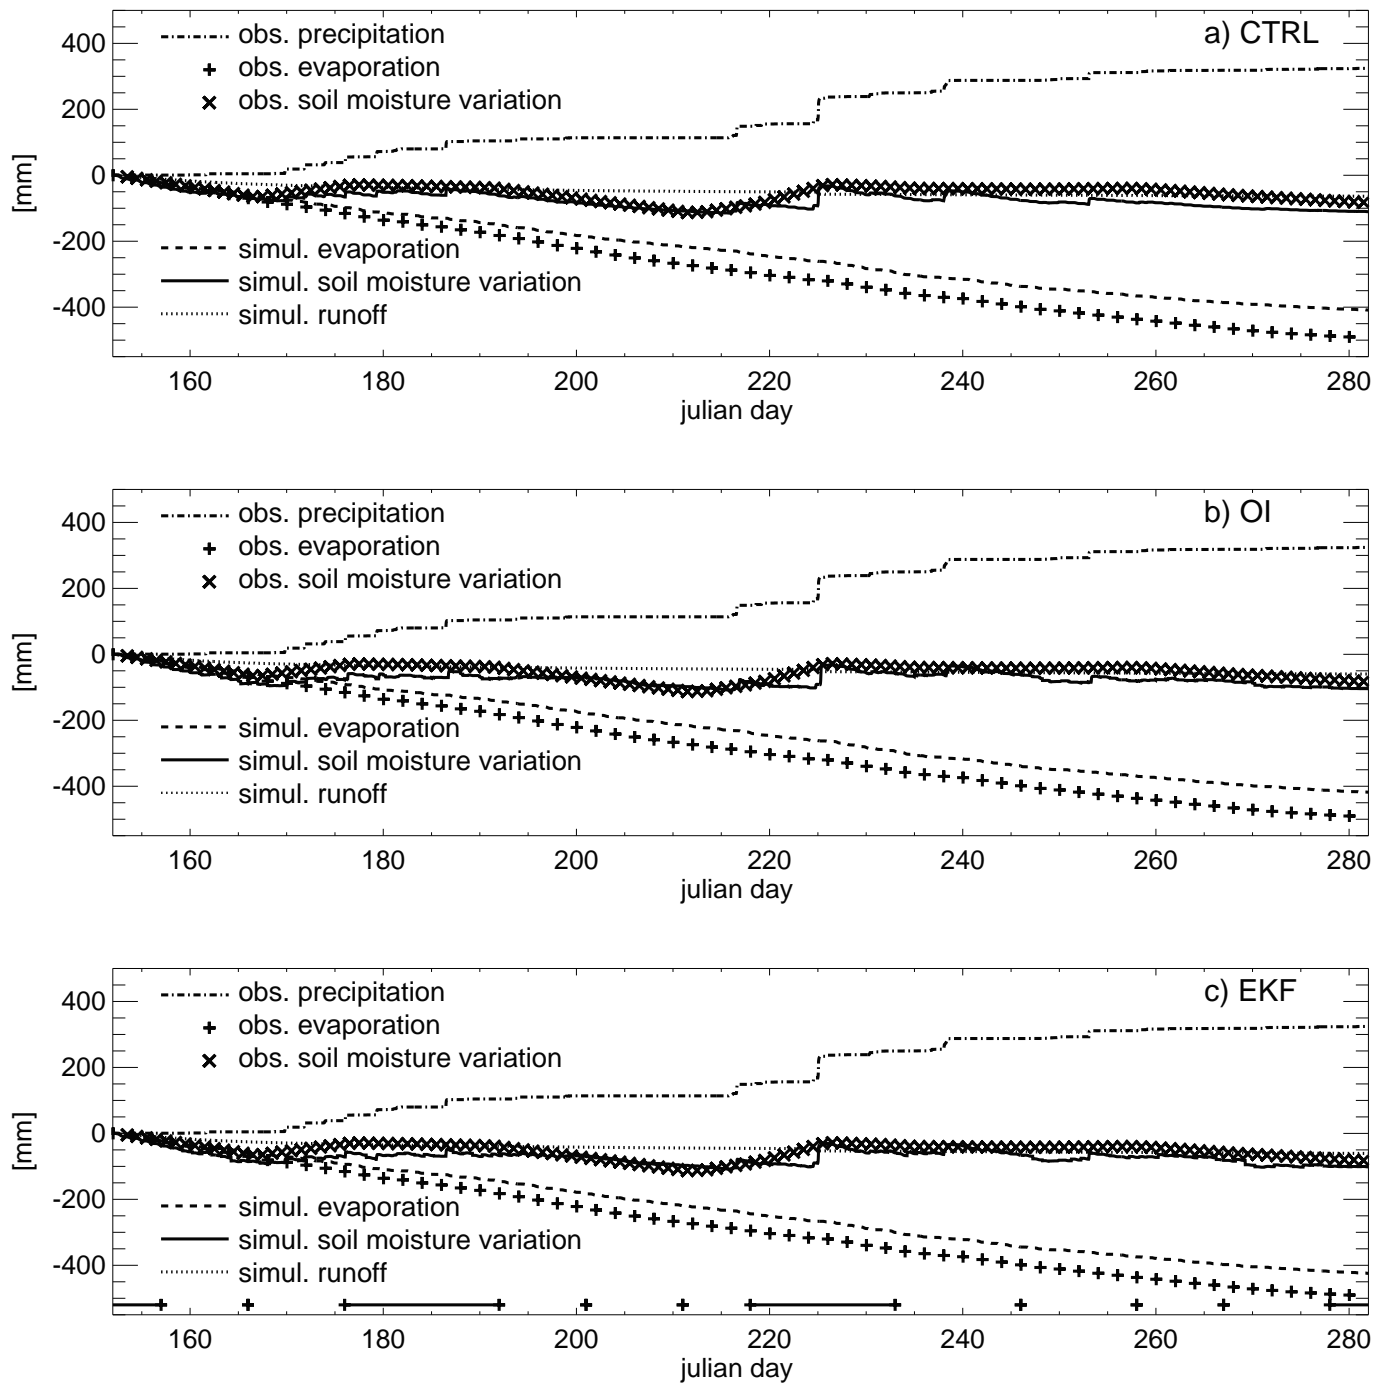 a) CTRL
obs. precipitation
obs. evaporation
obs. soil moisture variation
simul. evaporation
simul. soil moisture variation
simul. runoff
400
200
0
-200
-400
[mm]
160 180 200 220 240 260 280
julian day
b) OI
obs. precipitation
obs. evaporation
obs. soil moisture variation
simul. evaporation
simul. soil moisture variation
simul. runoff
400
200
0
-200
-400
[mm]
160 180 200 220 240 260 280
julian day
c) EKF
obs. precipitation
obs. evaporation
obs. soil moisture variation
simul. evaporation
simul. soil moisture variation
simul. runoff
400
200
0
-200
-400
[mm]
160 180 200 220 240 260 280
julian day